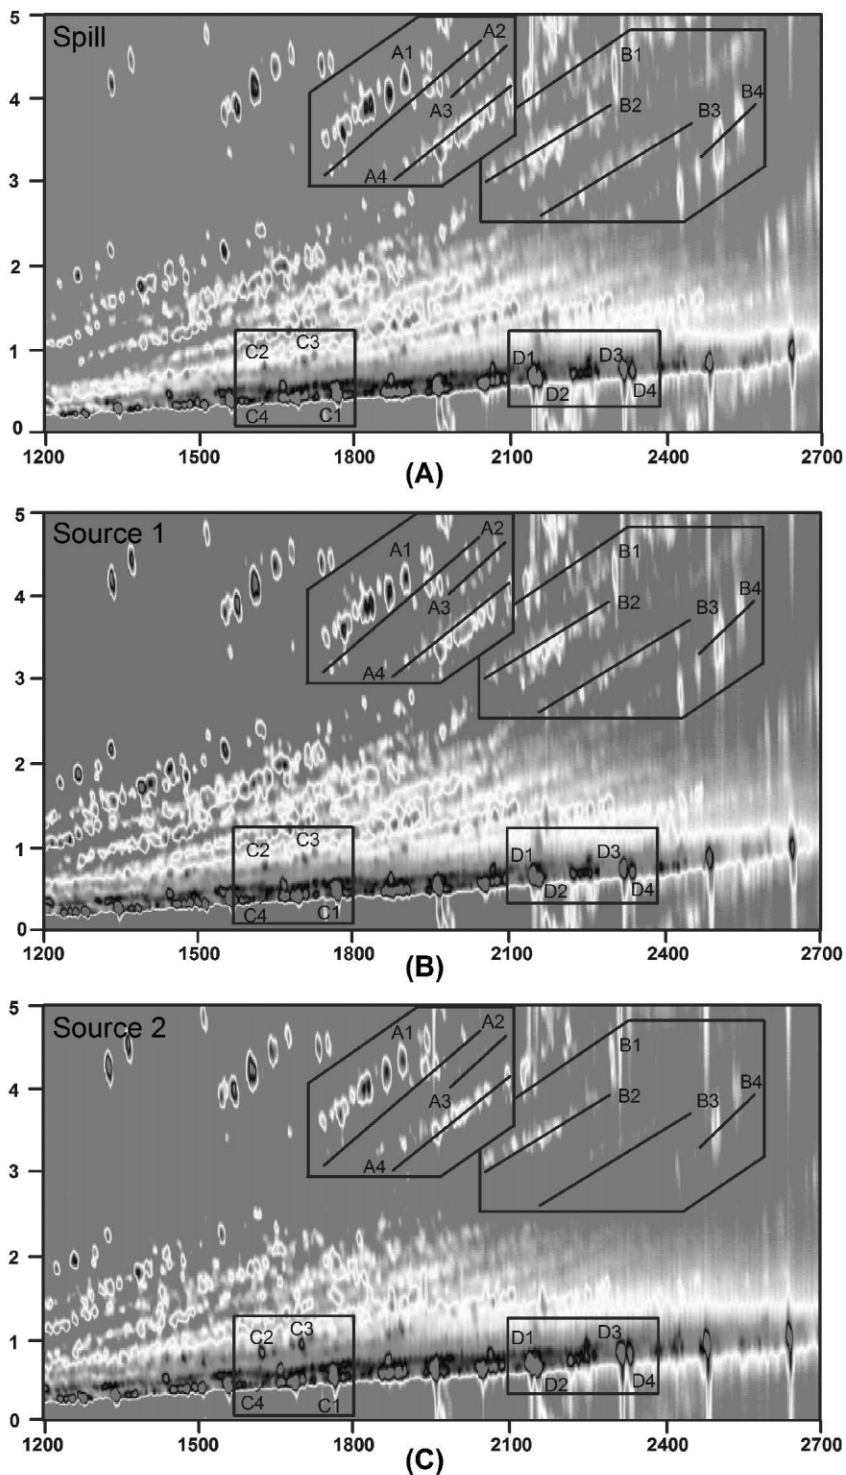 Spill
5
4
3
2
1
0
A1
A2
A3
A4
B1
B2
B3
B4
C2
C3
C4
C1
D1
D3
D2
D4
1200 1500 1800 2100 2400 2700
(A)
Source 1
5
4
3
2
1
0
A1
A2
A3
A4
B1
B2
B3
B4
C2
C3
C4
C1
D1
D3
D2
D4
1200 1500 1800 2100 2400 2700
(B)
Source 2
5
4
3
2
1
0
A1
A2
A3
A4
B1
B2
B3
B4
C2
C3
C4
C1
D1
D3
D2
D4
1200 1500 1800 2100 2400 2700
(C)